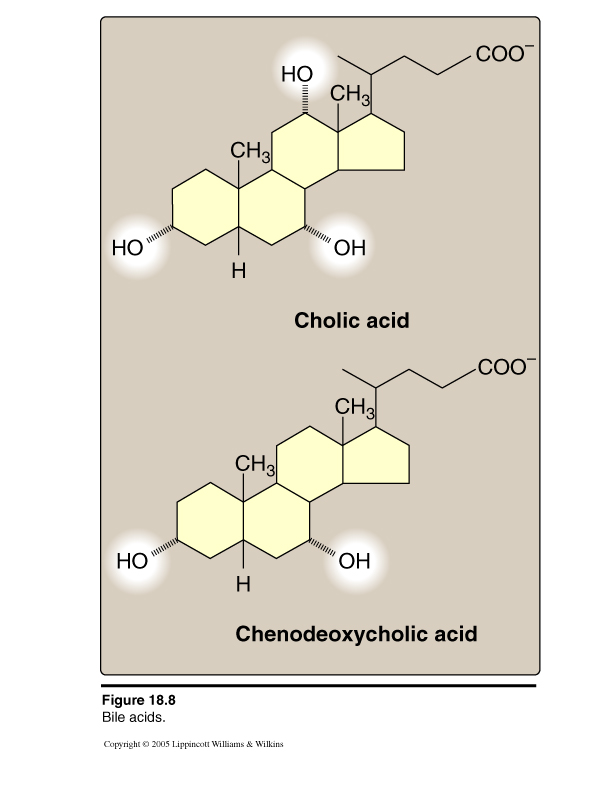 COO⁻
HO
CH₃
CH₃
HO
OH
H
Cholic acid
COO⁻
CH₃
CH₃
HO
OH
H
Chenodeoxycholic acid
Figure 18.8
Bile acids.
Copyright © 2005 Lippincott Williams & Wilkins